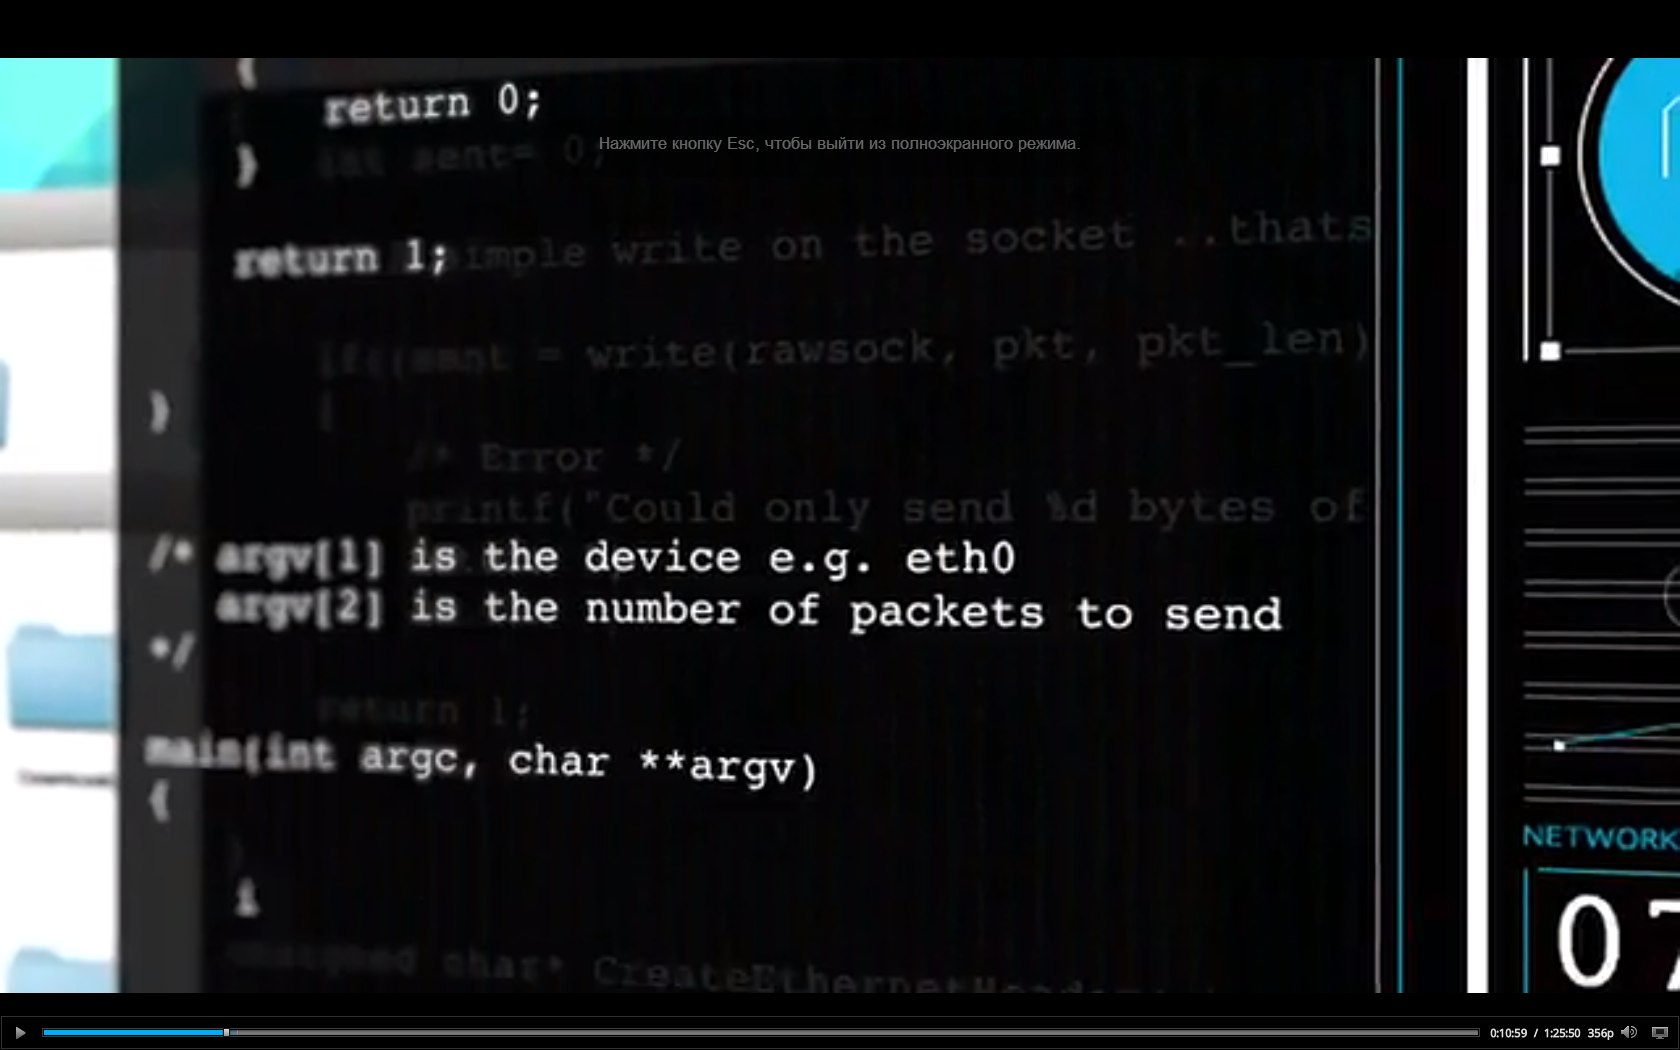 {
return 0;
int sent= 0;
Нажмите кнопку Esc, чтобы выйти из полноэкранного режима.
}
return 1;
imple write on the socket ..thats
if((sent = write(rawsock, pkt, pkt_len)
}
{
/* Error */
printf("Could only send %d bytes of
/* argv[1] is the device e.g. eth0
argv[2] is the number of packets to send
*/
return 1;
main(int argc, char **argv)
{
}
i
char* CreateEthernetHeader
NETWORK
07
0:10:59 / 1:25:50 356p